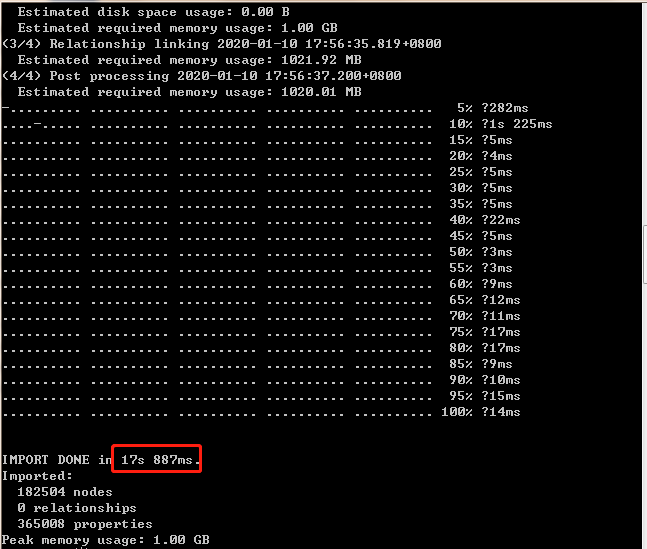 Estimated disk space usage: 0.00 B
Estimated required memory usage: 1.00 GB
(3/4) Relationship linking 2020-01-10 17:56:35.819+0800
Estimated required memory usage: 1021.92 MB
(4/4) Post processing 2020-01-10 17:56:37.200+0800
Estimated required memory usage: 1020.01 MB
-......... .......... .......... .......... .......... 5% ?282ms
....-..... .......... .......... .......... .......... 10% ?1s 225ms
.......... .......... .......... .......... .......... 15% ?5ms
.......... .......... .......... .......... .......... 20% ?4ms
.......... .......... .......... .......... .......... 25% ?5ms
.......... .......... .......... .......... .......... 30% ?5ms
.......... .......... .......... .......... .......... 35% ?5ms
.......... .......... .......... .......... .......... 40% ?22ms
.......... .......... .......... .......... .......... 45% ?5ms
.......... .......... .......... .......... .......... 50% ?3ms
.......... .......... .......... .......... .......... 55% ?3ms
.......... .......... .......... .......... .......... 60% ?9ms
.......... .......... .......... .......... .......... 65% ?12ms
.......... .......... .......... .......... .......... 70% ?11ms
.......... .......... .......... .......... .......... 75% ?17ms
.......... .......... .......... .......... .......... 80% ?17ms
.......... .......... .......... .......... .......... 85% ?9ms
.......... .......... .......... .......... .......... 90% ?10ms
.......... .......... .......... .......... .......... 95% ?15ms
.......... .......... .......... .......... .......... 100% ?14ms
IMPORT DONE in 17s 887ms.
Imported:
182504 nodes
0 relationships
365008 properties
Peak memory usage: 1.00 GB